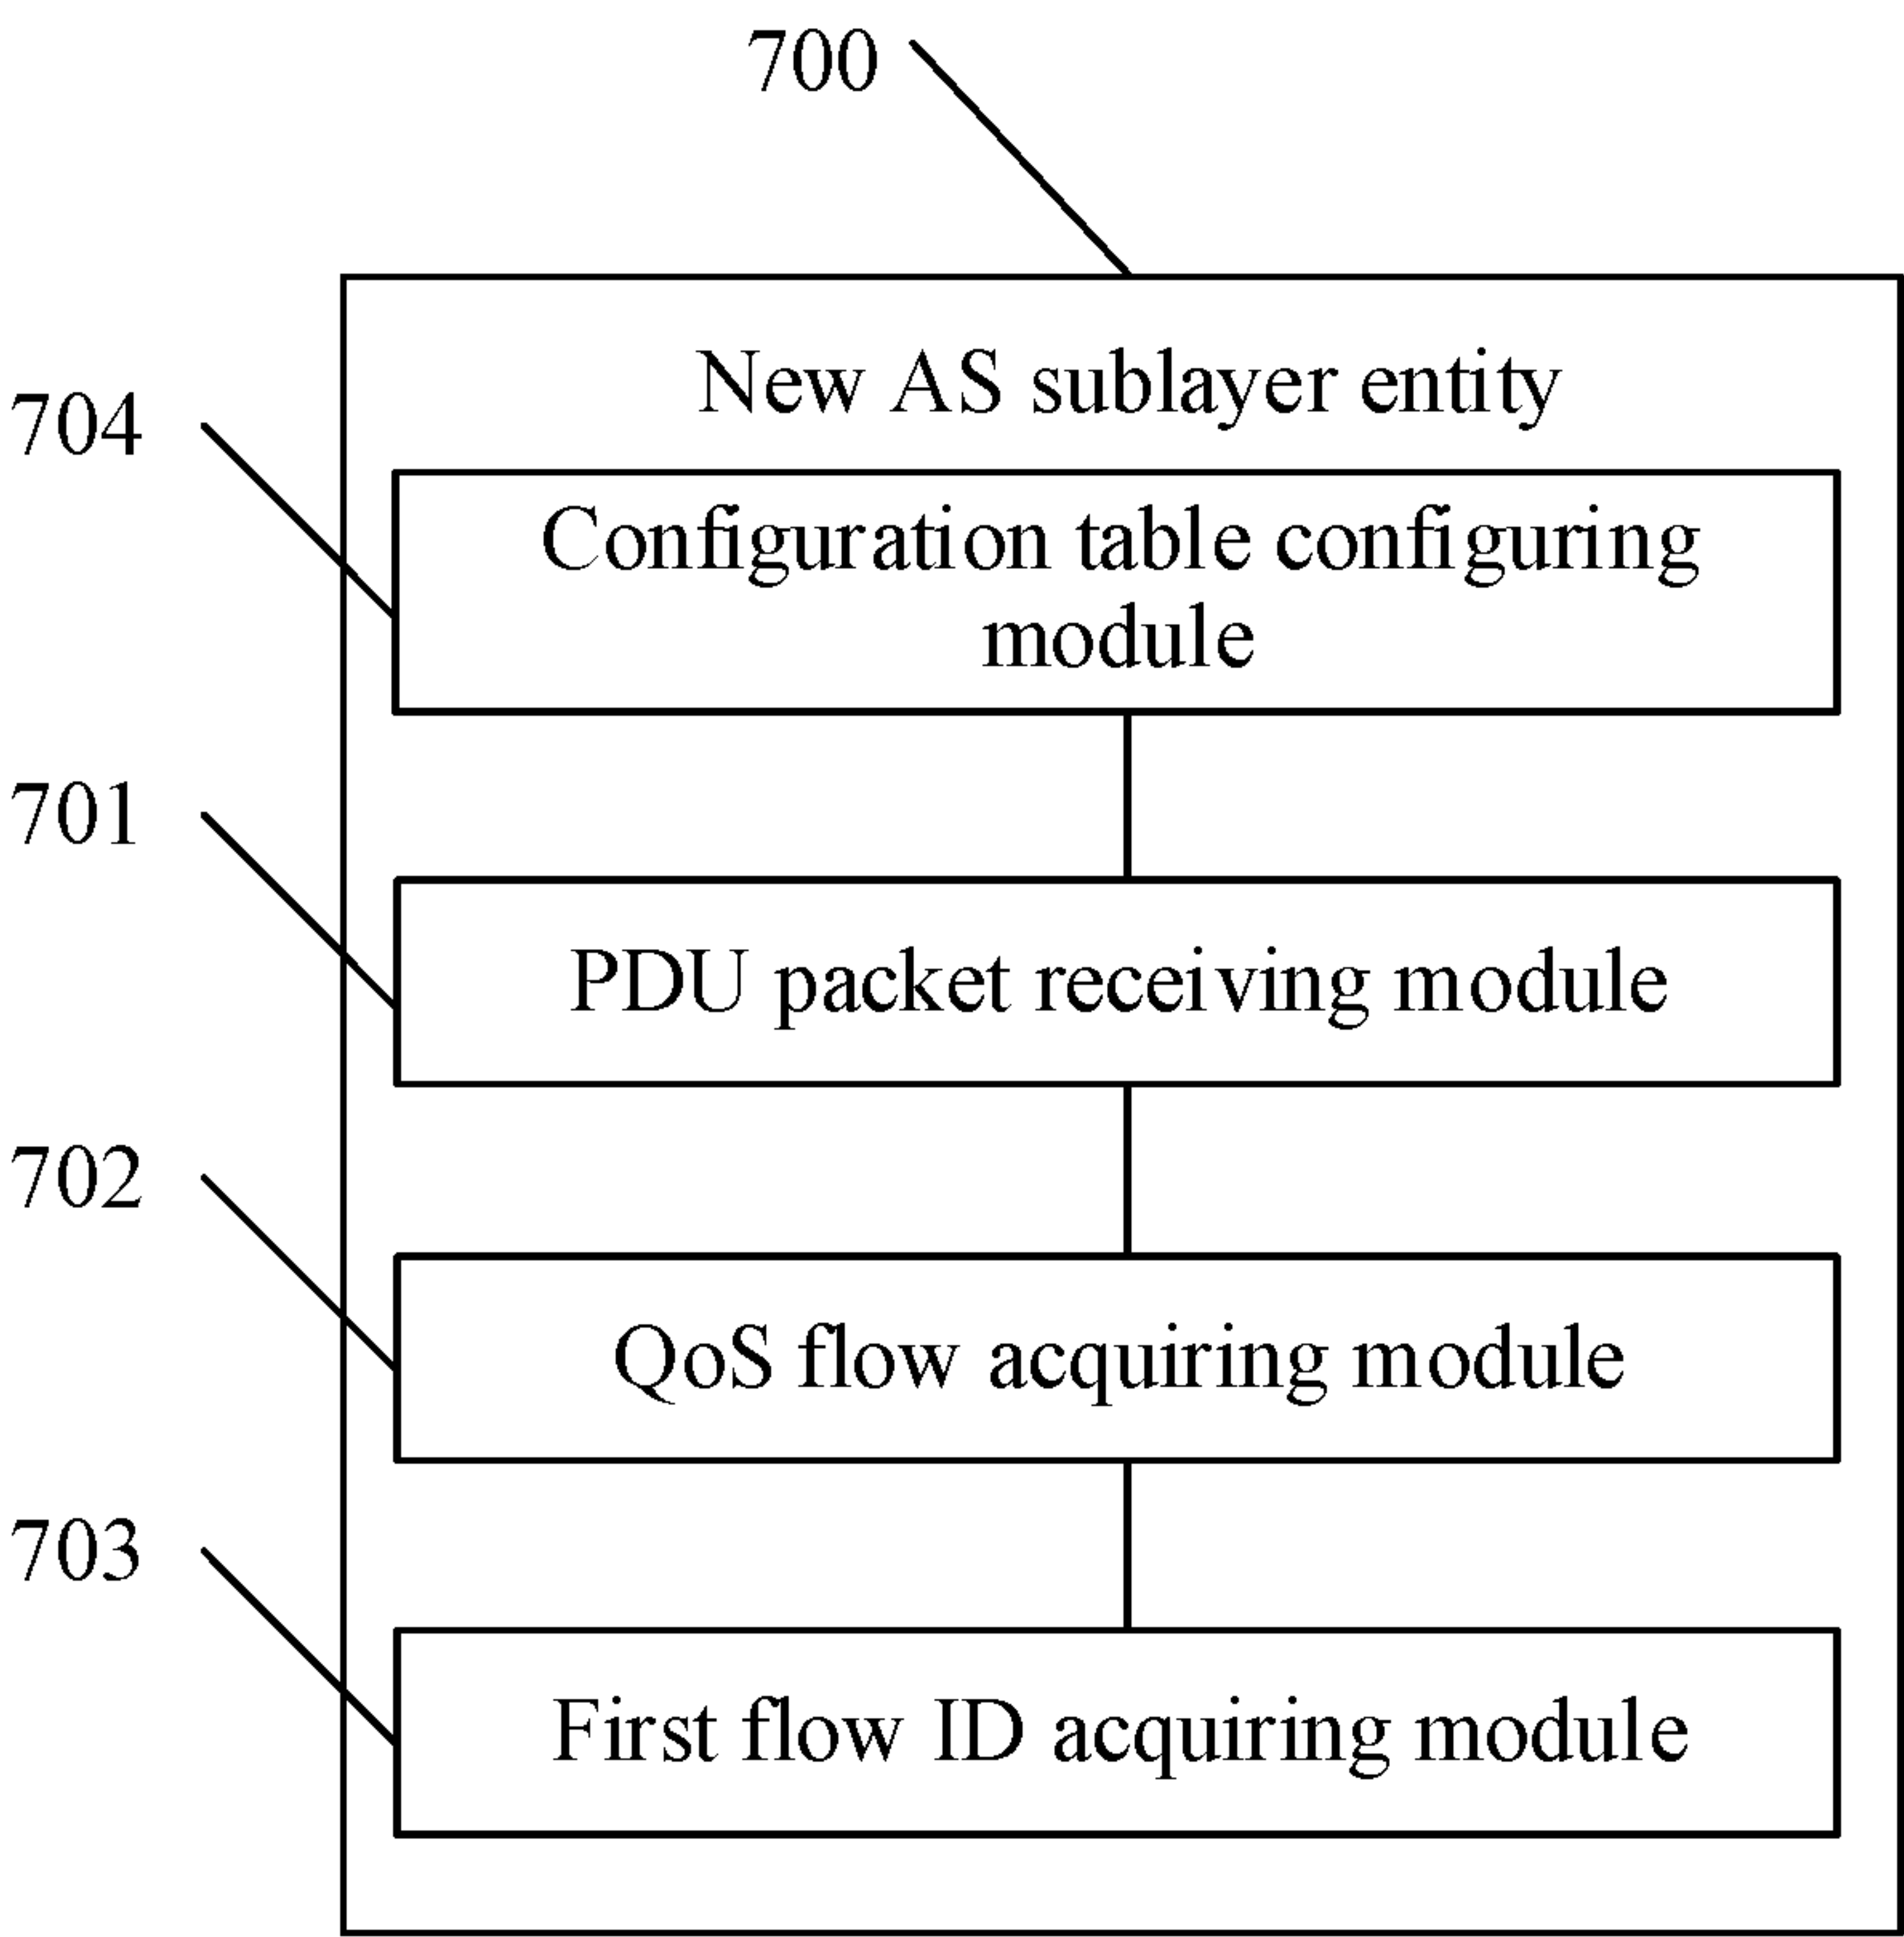 700
New AS sublayer entity
704
Configuration table configuring
module
701
PDU packet receiving module
702
QoS flow acquiring module
703
First flow ID acquiring module